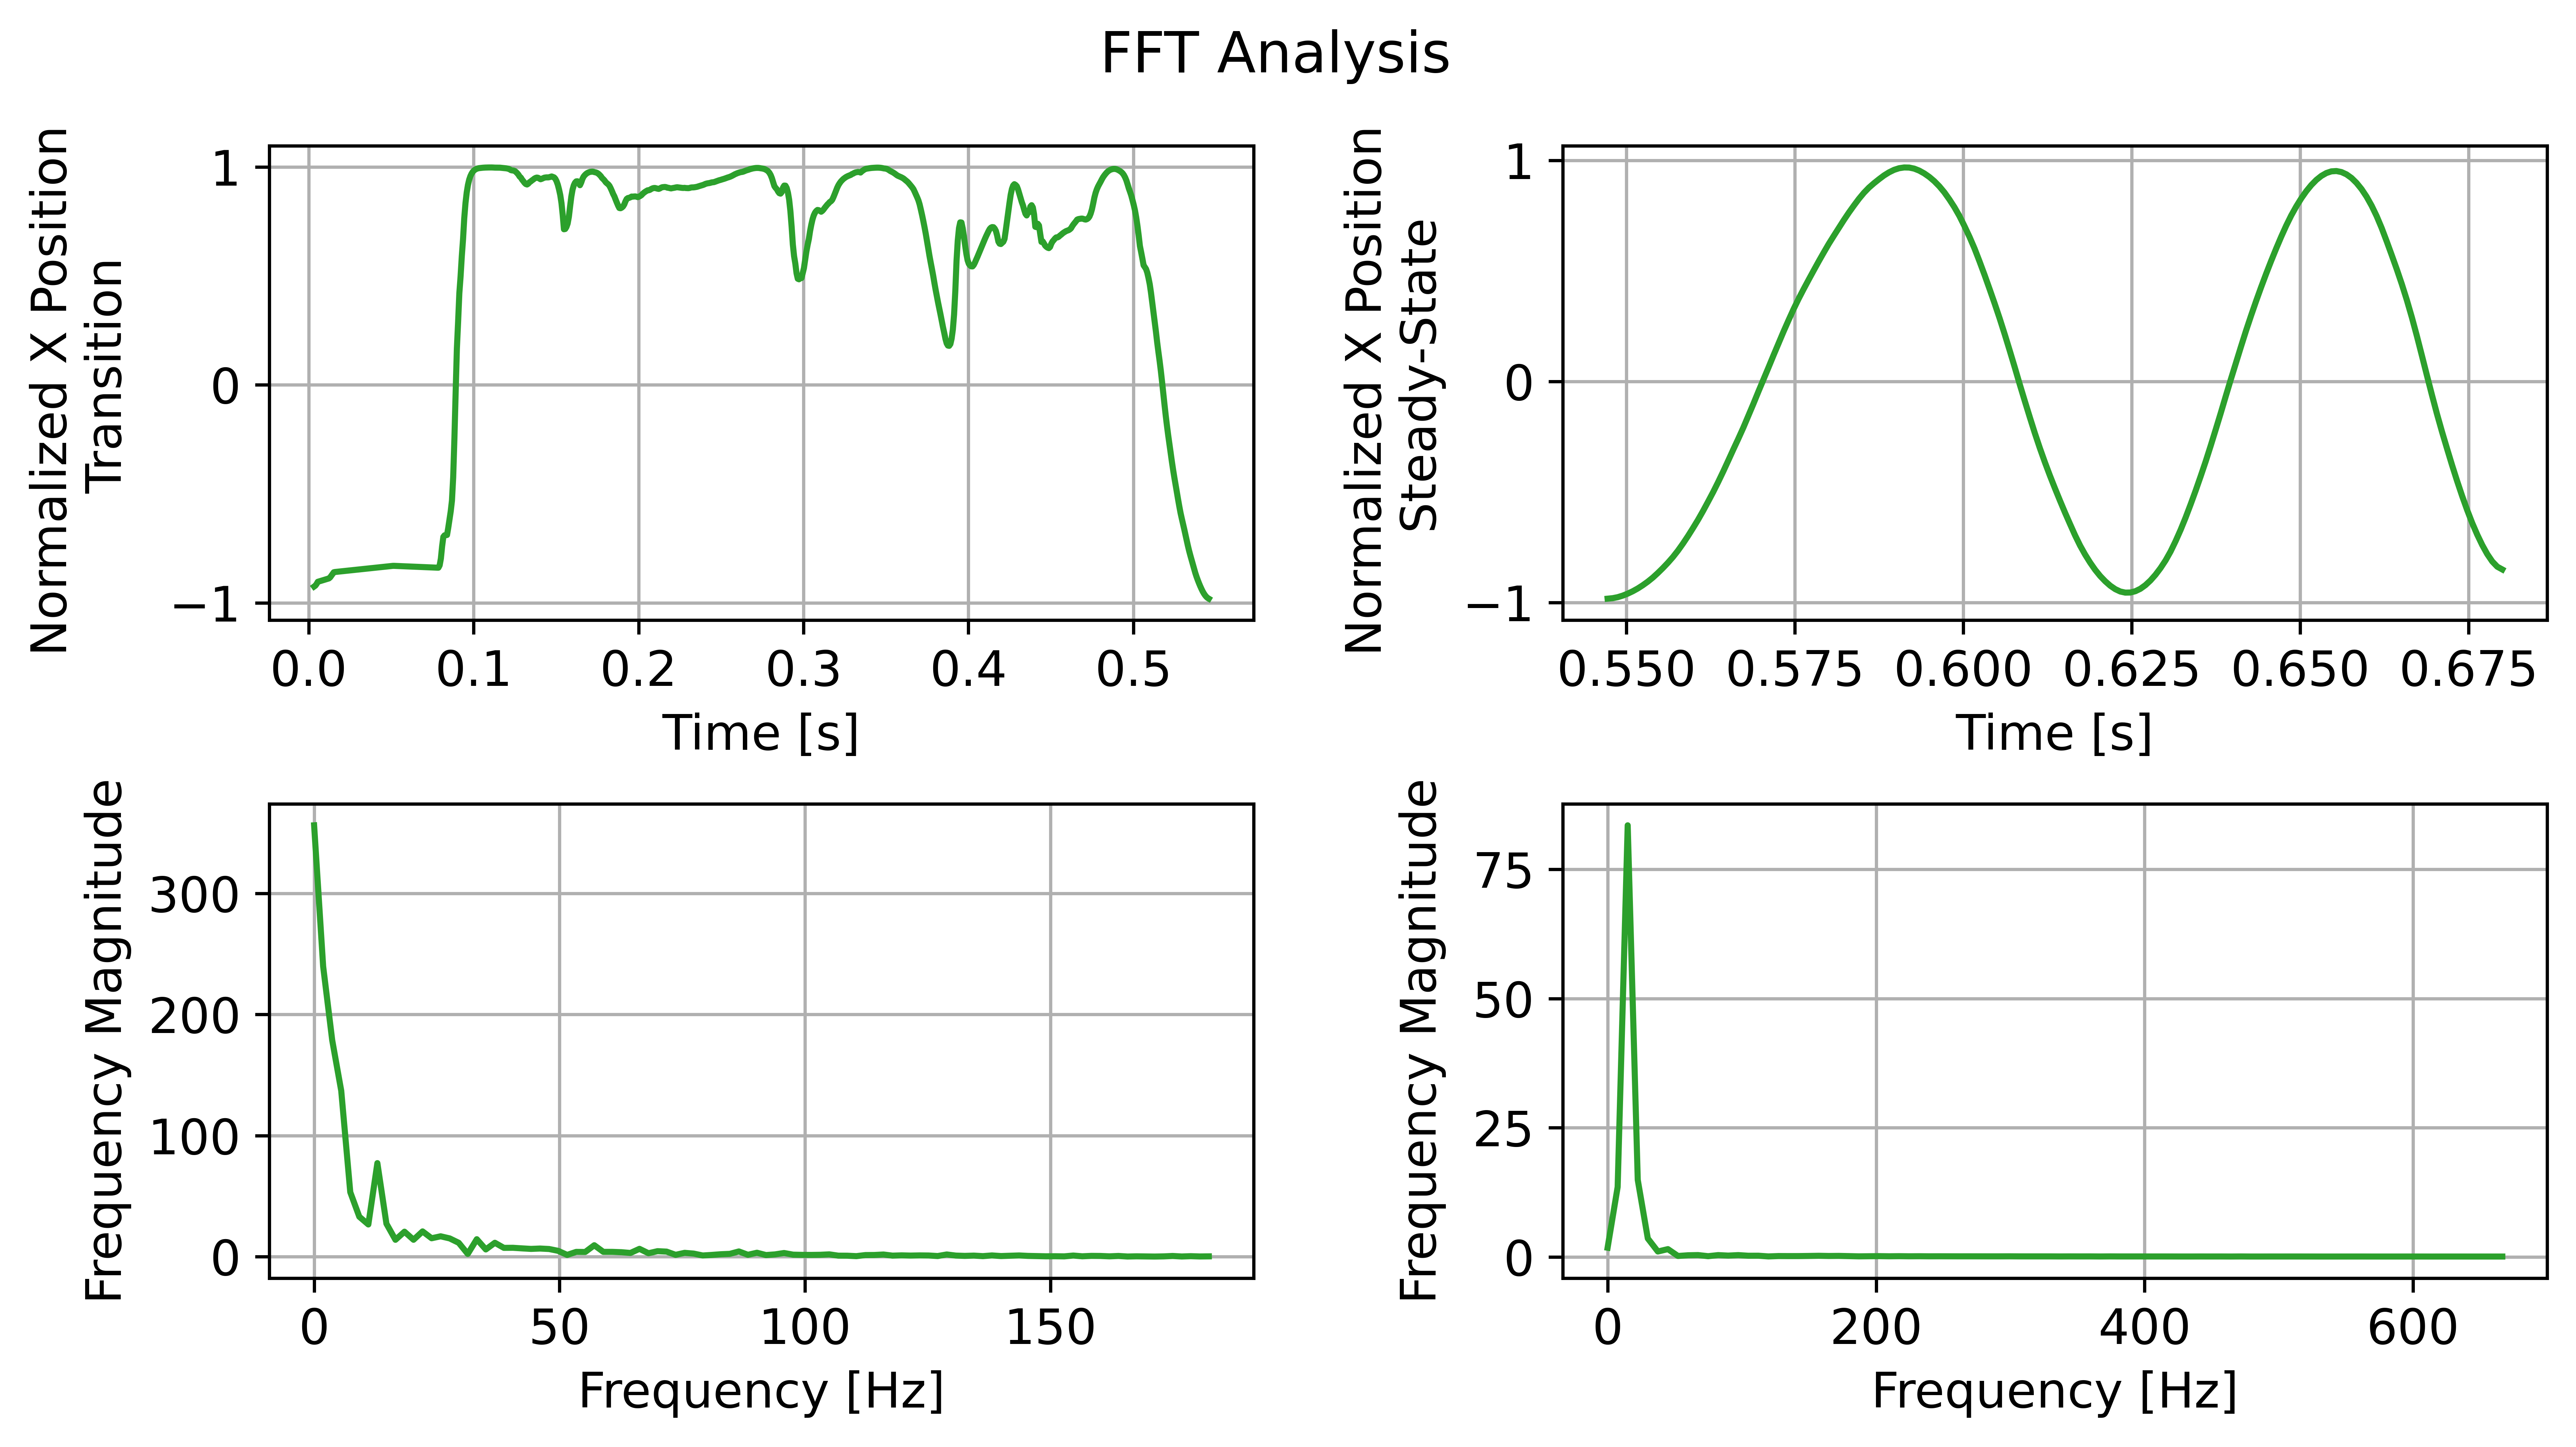 FFT Analysis
Normalized X Position
Transition
1
0
−1
0.0 0.1 0.2 0.3 0.4 0.5
Time [s]
Normalized X Position
Steady-State
1
0
−1
0.550 0.575 0.600 0.625 0.650 0.675
Time [s]
Frequency Magnitude
300
200
100
0
0 50 100 150
Frequency [Hz]
Frequency Magnitude
75
50
25
0
0 200 400 600
Frequency [Hz]